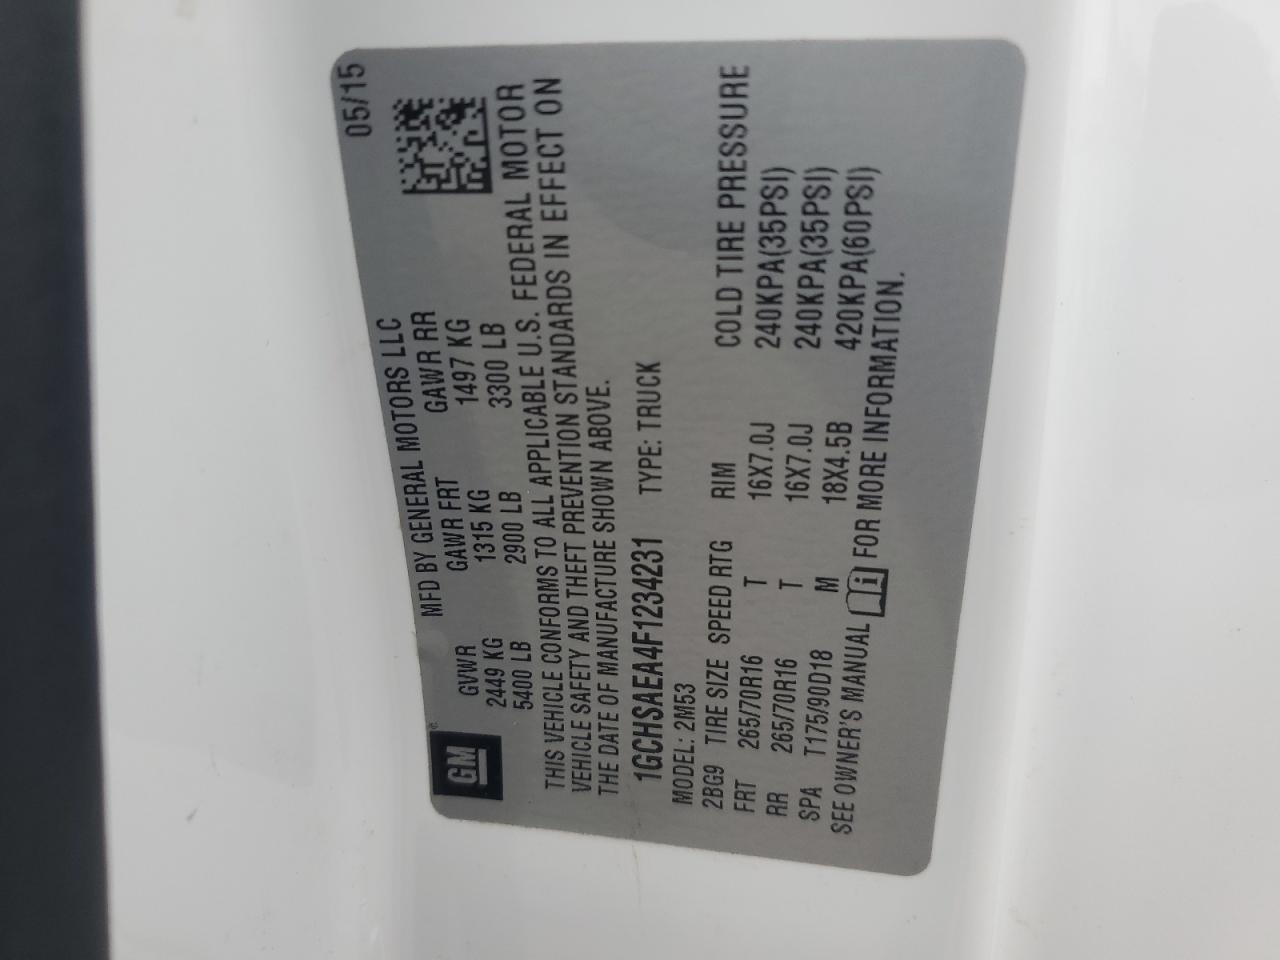 05/15
GM®
MFD BY GENERAL MOTORS LLC
GVWR GAWR FRT GAWR RR
2449 KG 1315 KG 1497 KG
5400 LB 2900 LB 3300 LB
THIS VEHICLE CONFORMS TO ALL APPLICABLE U.S. FEDERAL MOTOR
VEHICLE SAFETY AND THEFT PREVENTION STANDARDS IN EFFECT ON
THE DATE OF MANUFACTURE SHOWN ABOVE.
1GCHSAEA4F1234231 TYPE: TRUCK
MODEL: 2M53
2BG9 TIRE SIZE SPEED RTG RIM COLD TIRE PRESSURE
FRT 265/70R16 T 16X7.0J 240KPA(35PSI)
RR 265/70R16 T 16X7.0J 240KPA(35PSI)
SPA T175/90D18 M 18X4.5B 420KPA(60PSI)
SEE OWNER'S MANUAL i FOR MORE INFORMATION.